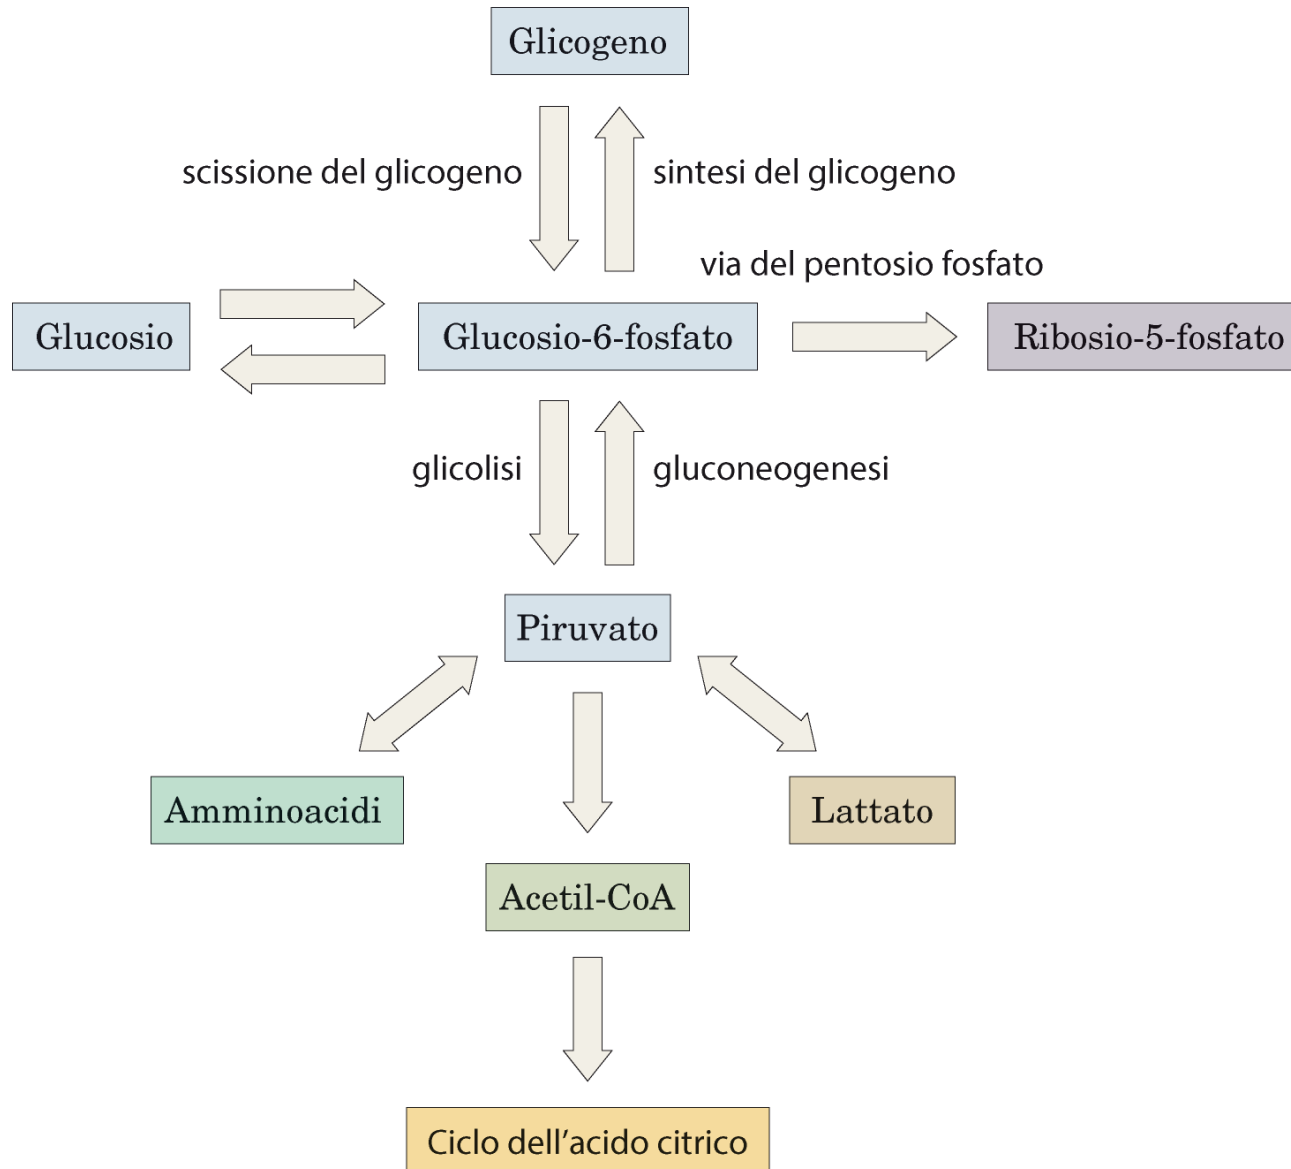 Glicogeno
scissione del glicogeno
sintesi del glicogeno
via del pentosio fosfato
Glucosio
Glucosio-6-fosfato
Ribosio-5-fosfato
glicolisi
gluconeogenesi
Piruvato
Amminoacidi
Lattato
Acetil-CoA
Ciclo dell’acido citrico